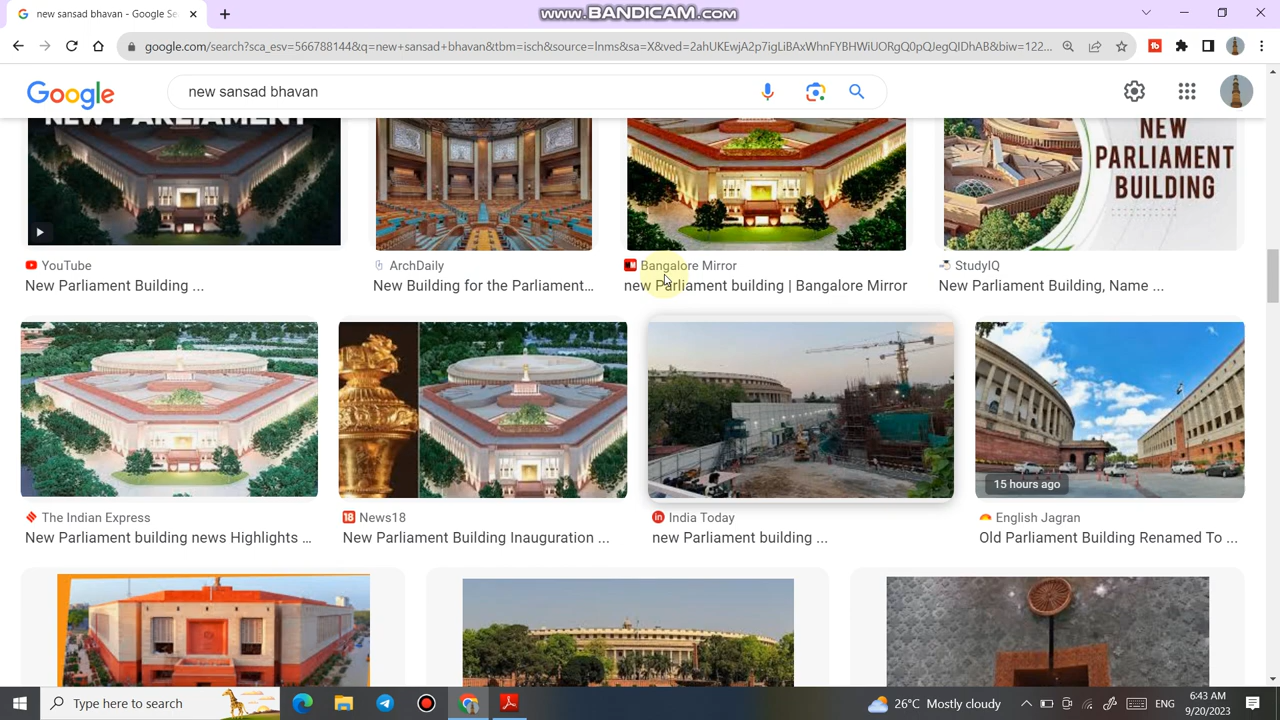 www.BANDICAM.com
new sansad bhavan - Google Se
google.com/search?sca_esv=566788144&q=new+sansad+bhavan&tbm=isch&source=lnms&sa=X&ved=2ahUKEwjA2p7igLiBAxWhnFYBHWiUOGgQ0pQJegQIDhAB&biw=122...
Google
new sansad bhavan
NEW PARLIAMENT
NEW
PARLIAMENT
BUILDING
YouTube
ArchDaily
Bangalore Mirror
StudyIQ
New Parliament Building ...
New Building for the Parliament...
new Parliament building | Bangalore Mirror
New Parliament Building, Name ...
15 hours ago
The Indian Express
18 News18
in India Today
English Jagran
New Parliament building news Highlights ...
New Parliament Building Inauguration ...
new Parliament building ...
Old Parliament Building Renamed To ...
Type here to search
26°C Mostly cloudy
ENG
6:43 AM
9/20/2023